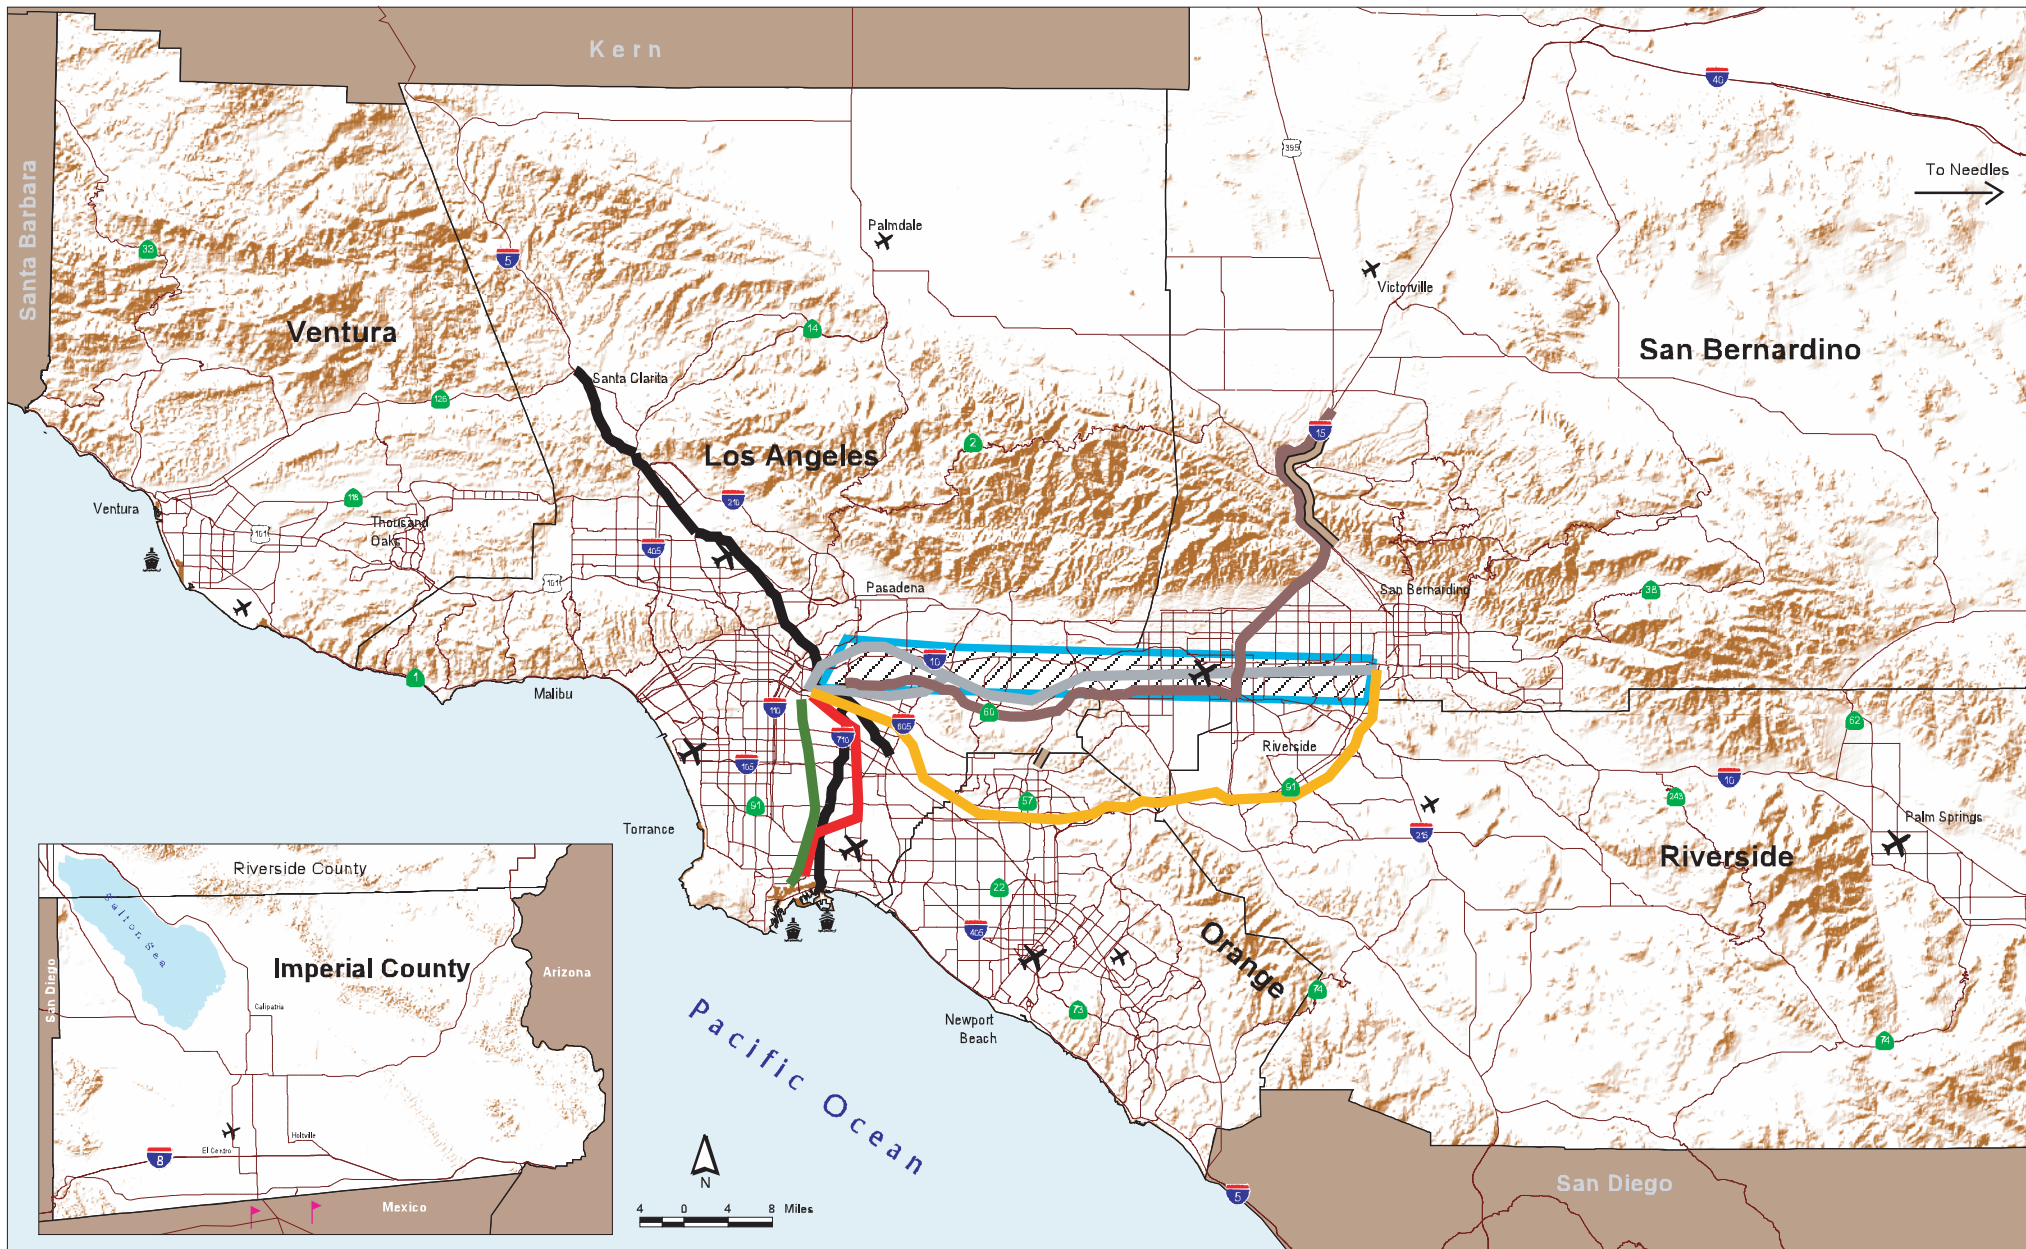 Kern
40
395
To Needles
Santa Barbara
Palmdale
33
5
Victorville
Ventura
14
San Bernardino
Santa Clarita
126
15
2
Los Angeles
210
118
Ventura
Thousand
Oaks
101
405
101
Pasadena
San Bernardino
38
10
1
Malibu
110
60
605
62
710
Riverside
105
10
91
57
91
243
Palm Springs
215
Torrance
Riverside
22
405
Orange
74
73
Newport
Beach
74
Pacific Ocean
N
4 0 4 8 Miles
San Diego
5
Riverside County
Salton Sea
Imperial County
Arizona
San Diego
Calipatria
Holtville
El Centro
8
Mexico